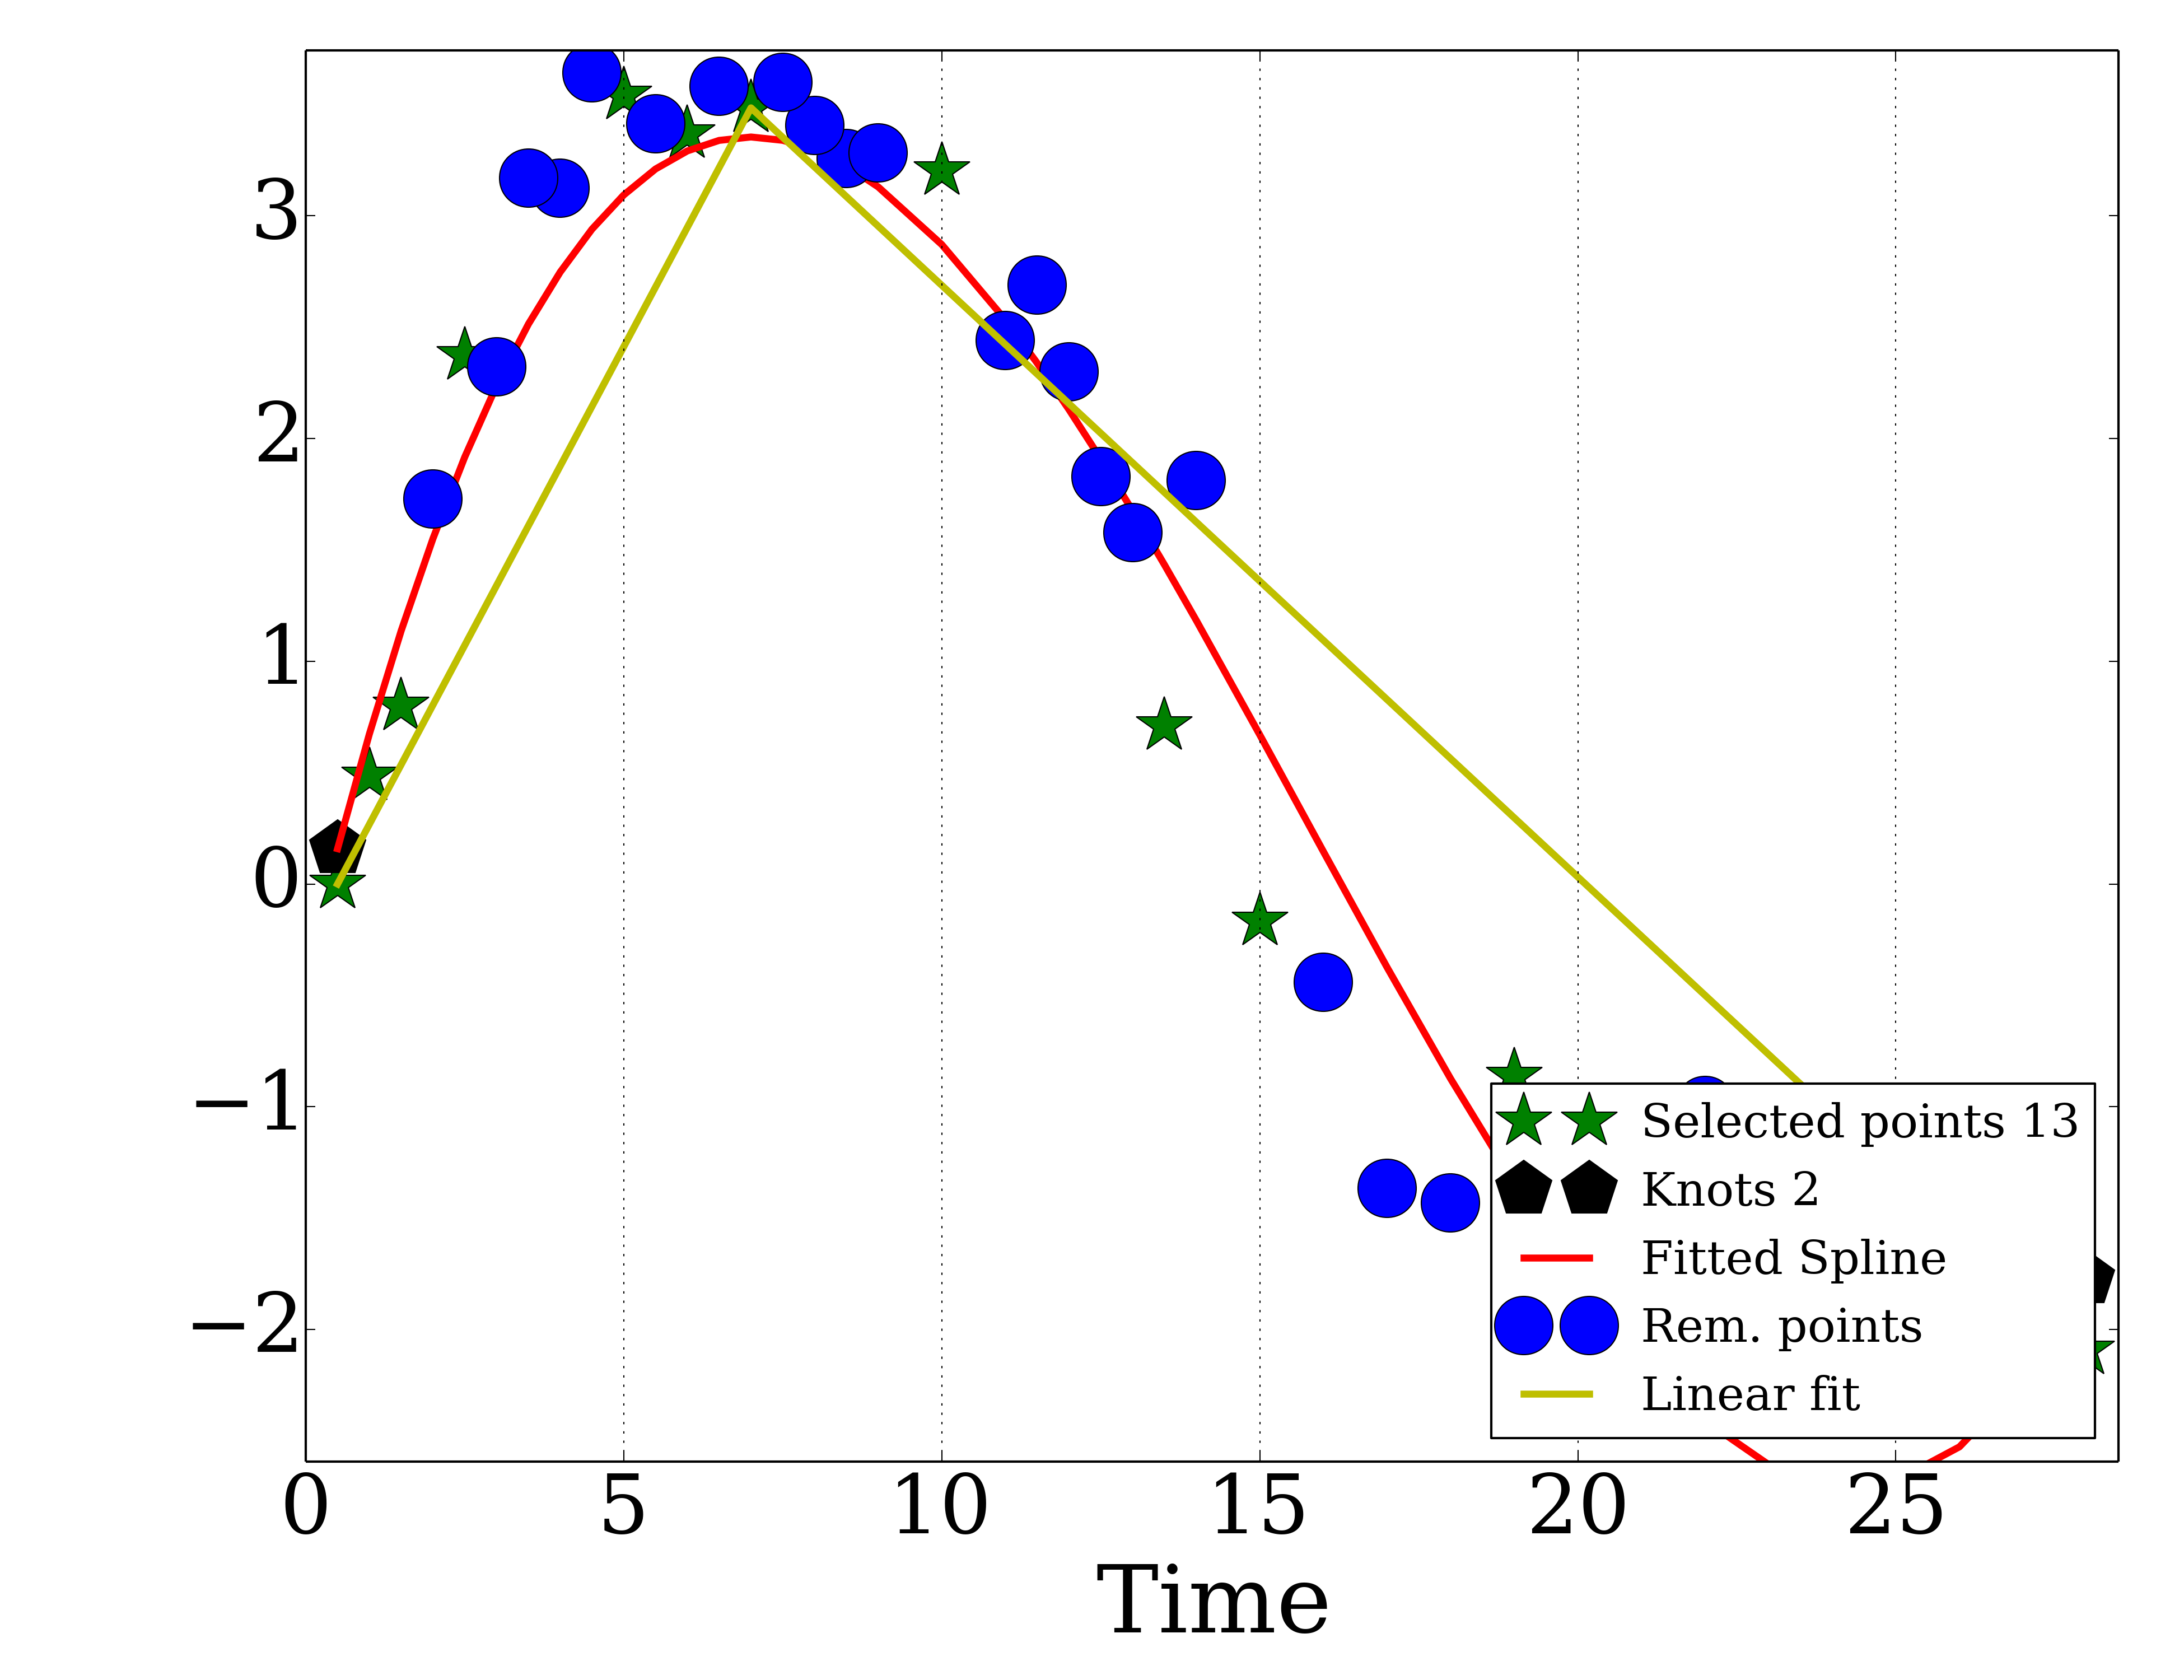 3
2
1
0
−1
−2
Selected points 13
Knots 2
Fitted Spline
Rem. points
Linear fit
0 5 10 15 20 25
Time